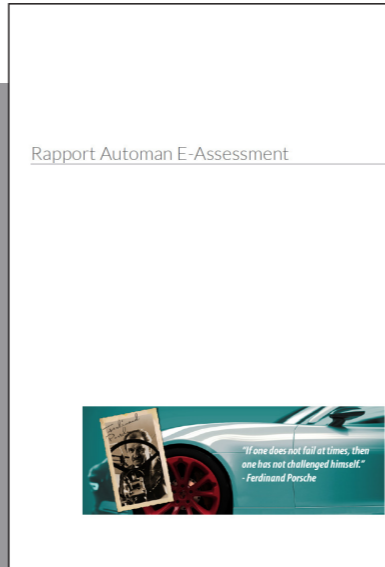 Rapport Automan E-Assessment
"If one does not fail at times, then
one has not challenged himself."
- Ferdinand Porsche